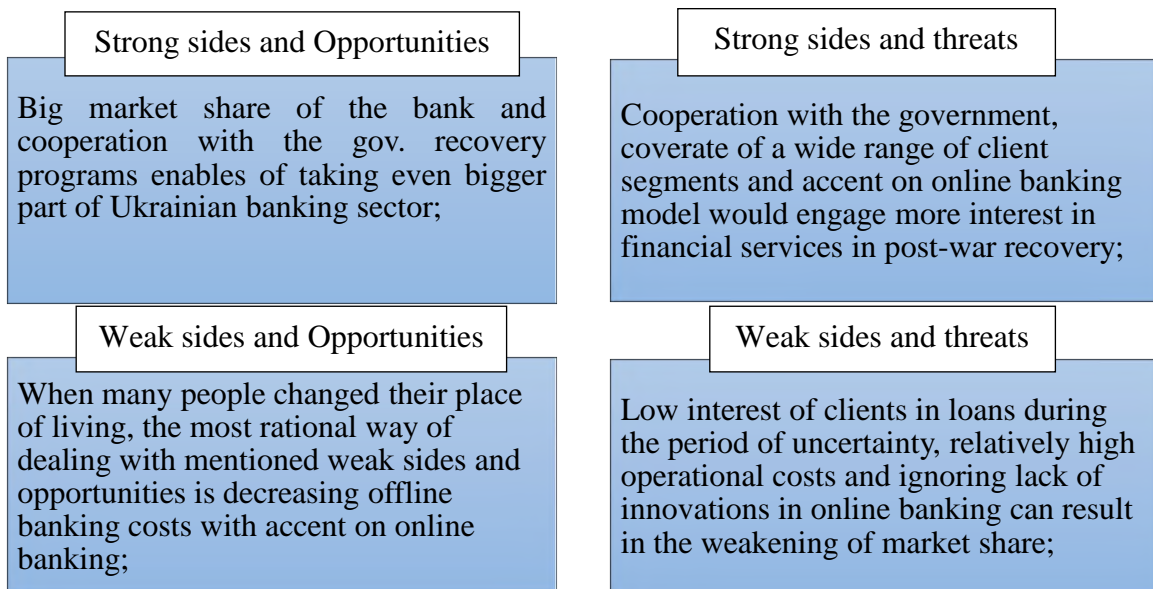 Strong sides and Opportunities
Big market share of the bank and
cooperation with the gov. recovery
programs enables of taking even bigger
part of Ukrainian banking sector;
Strong sides and threats
Cooperation with the government,
coverate of a wide range of client
segments and accent on online banking
model would engage more interest in
financial services in post-war recovery;
Weak sides and Opportunities
When many people changed their place
of living, the most rational way of
dealing with mentioned weak sides and
opportunities is decreasing offline
banking costs with accent on online
banking;
Weak sides and threats
Low interest of clients in loans during
the period of uncertainty, relatively high
operational costs and ignoring lack of
innovations in online banking can result
in the weakening of market share;